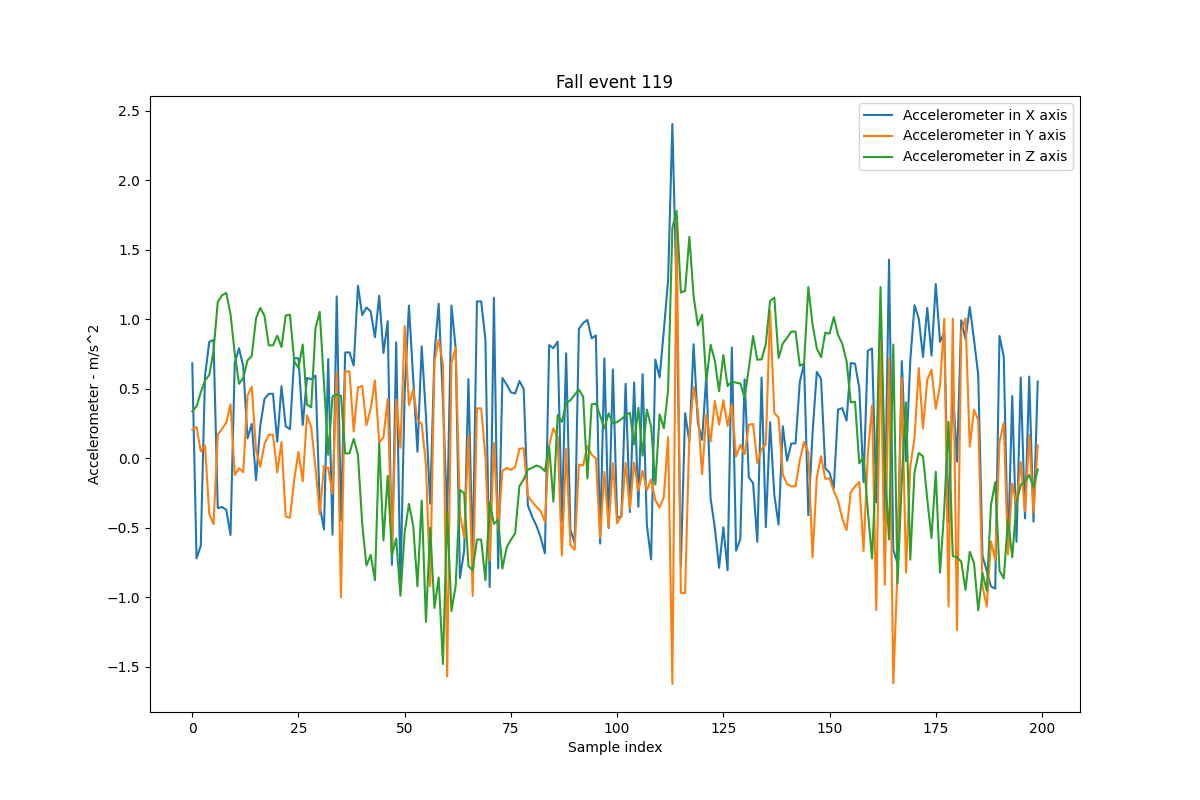 Fall event 119
Accelerometer in X axis
Accelerometer in Y axis
Accelerometer in Z axis
2.5
2.0
1.5
1.0
0.5
0.0
−0.5
−1.0
−1.5
Accelerometer - m/s^2
0 25 50 75 100 125 150 175 200
Sample index